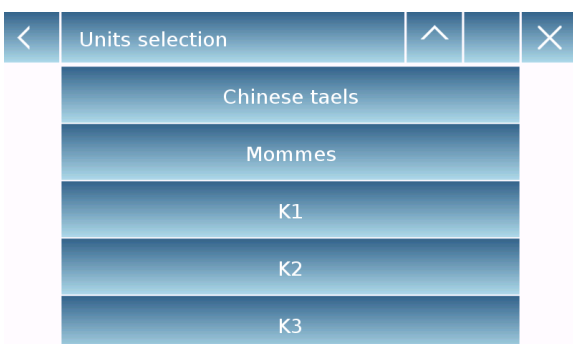 Units selection
Chinese taels
Mommes
K1
K2
K3